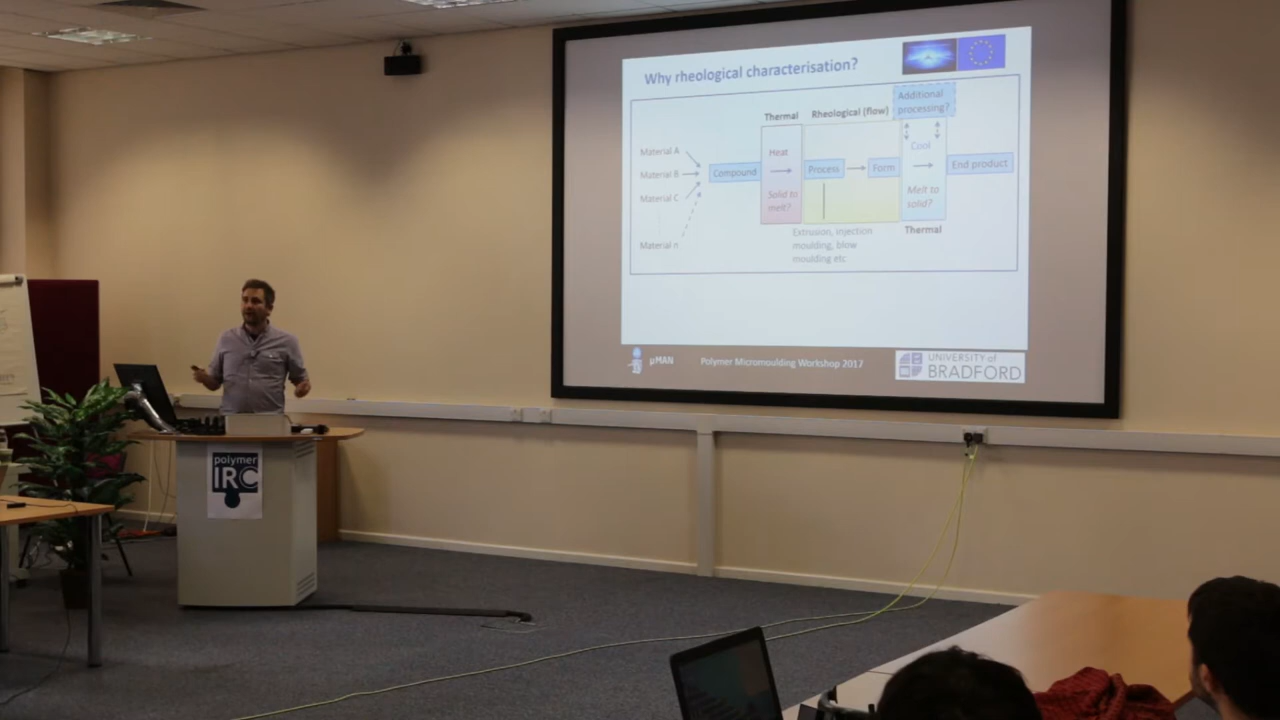 Why rheological characterisation?
Additional
processing?
Thermal
Rheological (flow)
Material A
Material B
Material C
Material n
Compound
Heat
Solid to
melt?
Process
Form
Cool
Melt to
solid?
End product
Extrusion, injection
moulding, blow
moulding etc
Thermal
µMAN
Polymer Micromoulding Workshop 2017
UNIVERSITY of
BRADFORD
polymer
IRC